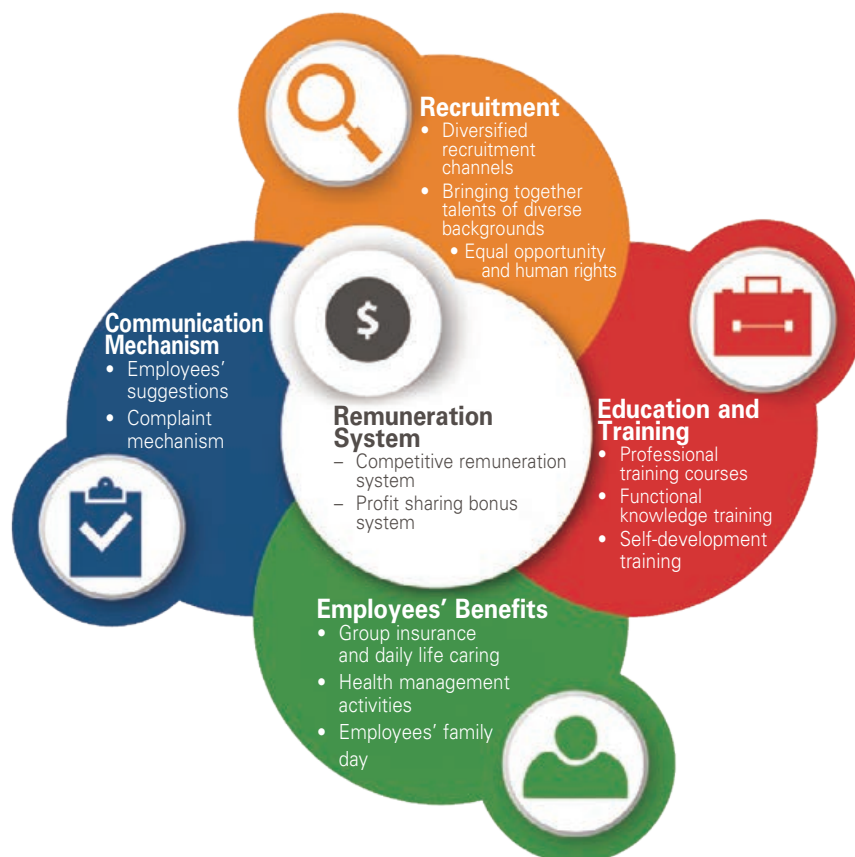 Recruitment
• Diversified
recruitment
channels
• Bringing together
talents of diverse
backgrounds
• Equal opportunity
and human rights
Communication
Mechanism
• Employees’
suggestions
• Complaint
mechanism
$
Remuneration
System
– Competitive remuneration
system
– Profit sharing bonus
system
Education and
Training
• Professional
training courses
• Functional
knowledge training
• Self-development
training
Employees’ Benefits
• Group insurance
and daily life caring
• Health management
activities
• Employees’ family
day